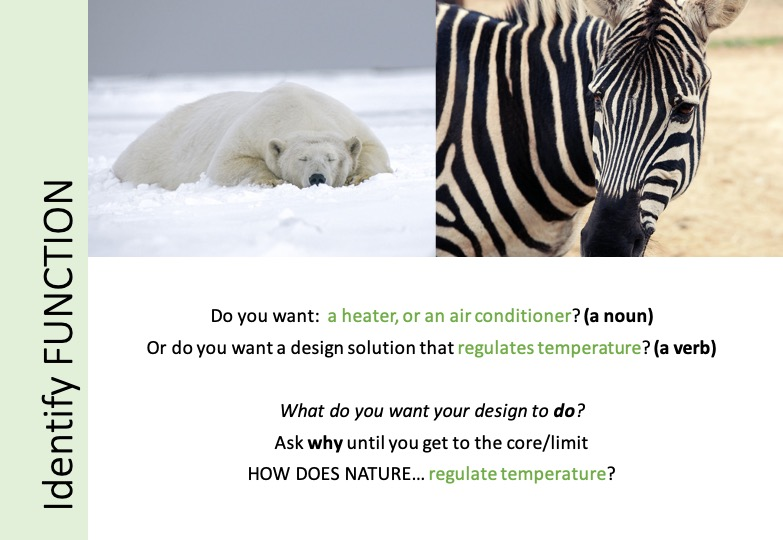 Identify FUNCTION
Do you want: a heater, or an air conditioner? (a noun)
Or do you want a design solution that regulates temperature? (a verb)
What do you want your design to do?
Ask why until you get to the core/limit
HOW DOES NATURE... regulate temperature?